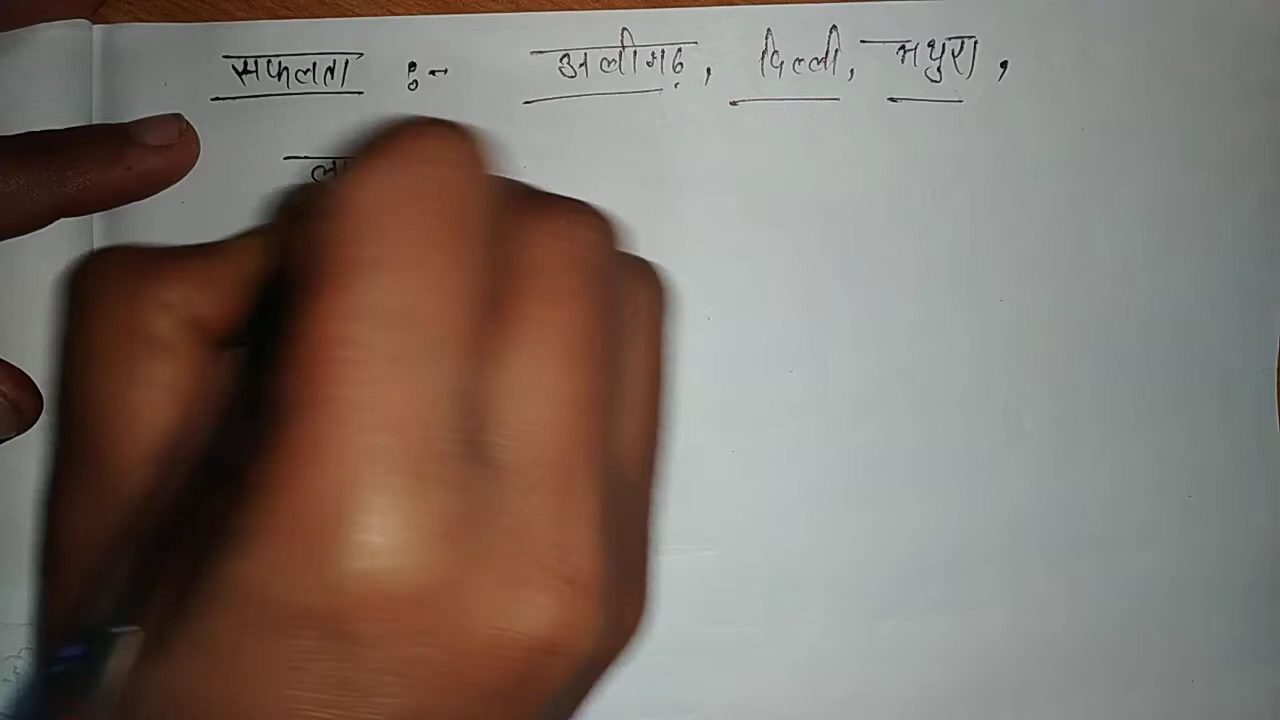 सफलता :- अलीगढ़, दिल्ली, मथुरा,